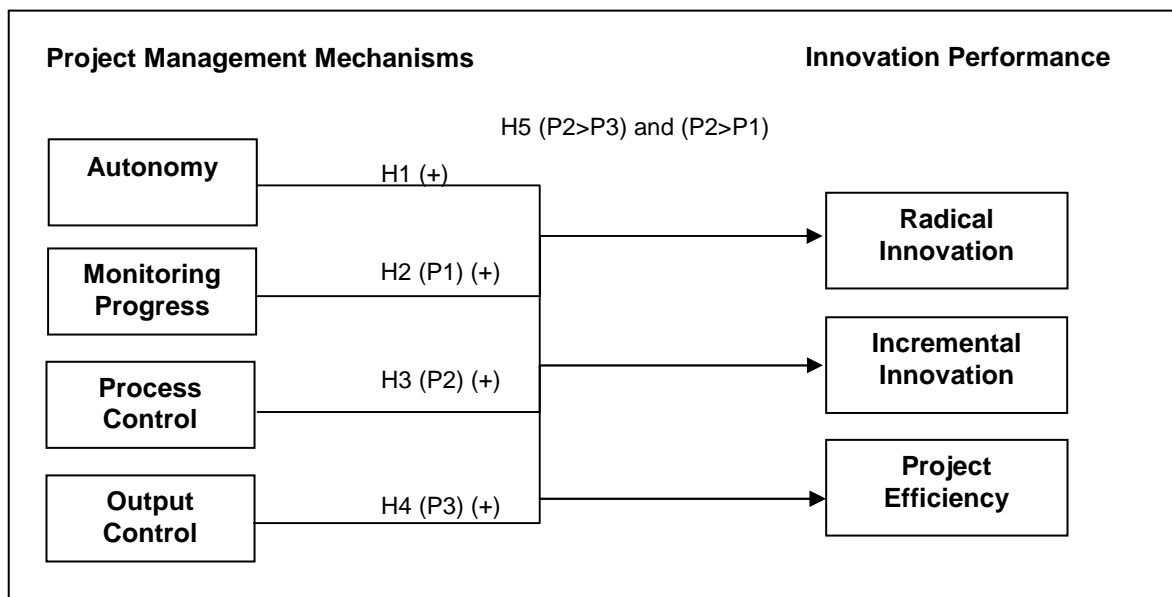 Project Management Mechanisms
Innovation Performance
H5 (P2>P3) and (P2>P1)
Autonomy
H1 (+)
Radical
Innovation
Monitoring
Progress
H2 (P1) (+)
Incremental
Innovation
Process
Control
H3 (P2) (+)
Project
Efficiency
Output
Control
H4 (P3) (+)